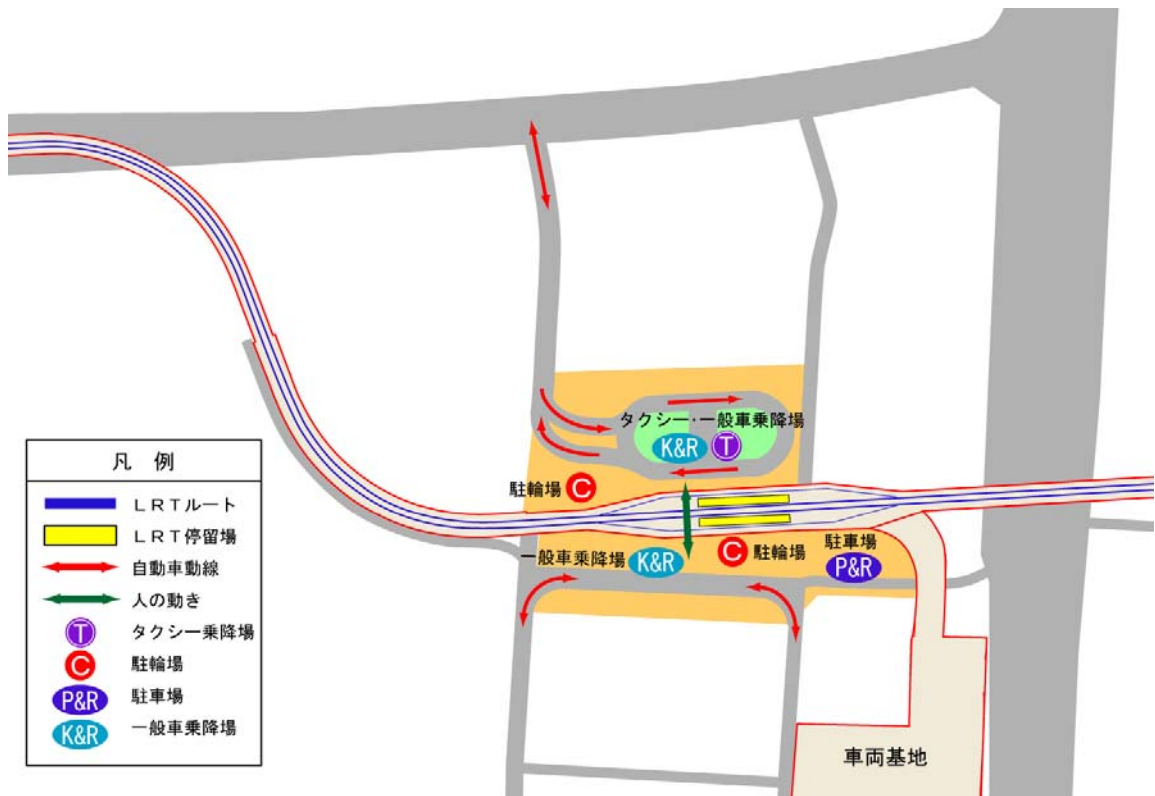 タクシー・一般車乗降場
K&R T
駐輪場 C
一般車乗降場 K&R
C 駐輪場
駐車場
P&R
車両基地
凡 例
LRTルート
LRT停留場
自動車動線
人の動き
T タクシー乗降場
C 駐輪場
P&R 駐車場
K&R 一般車乗降場